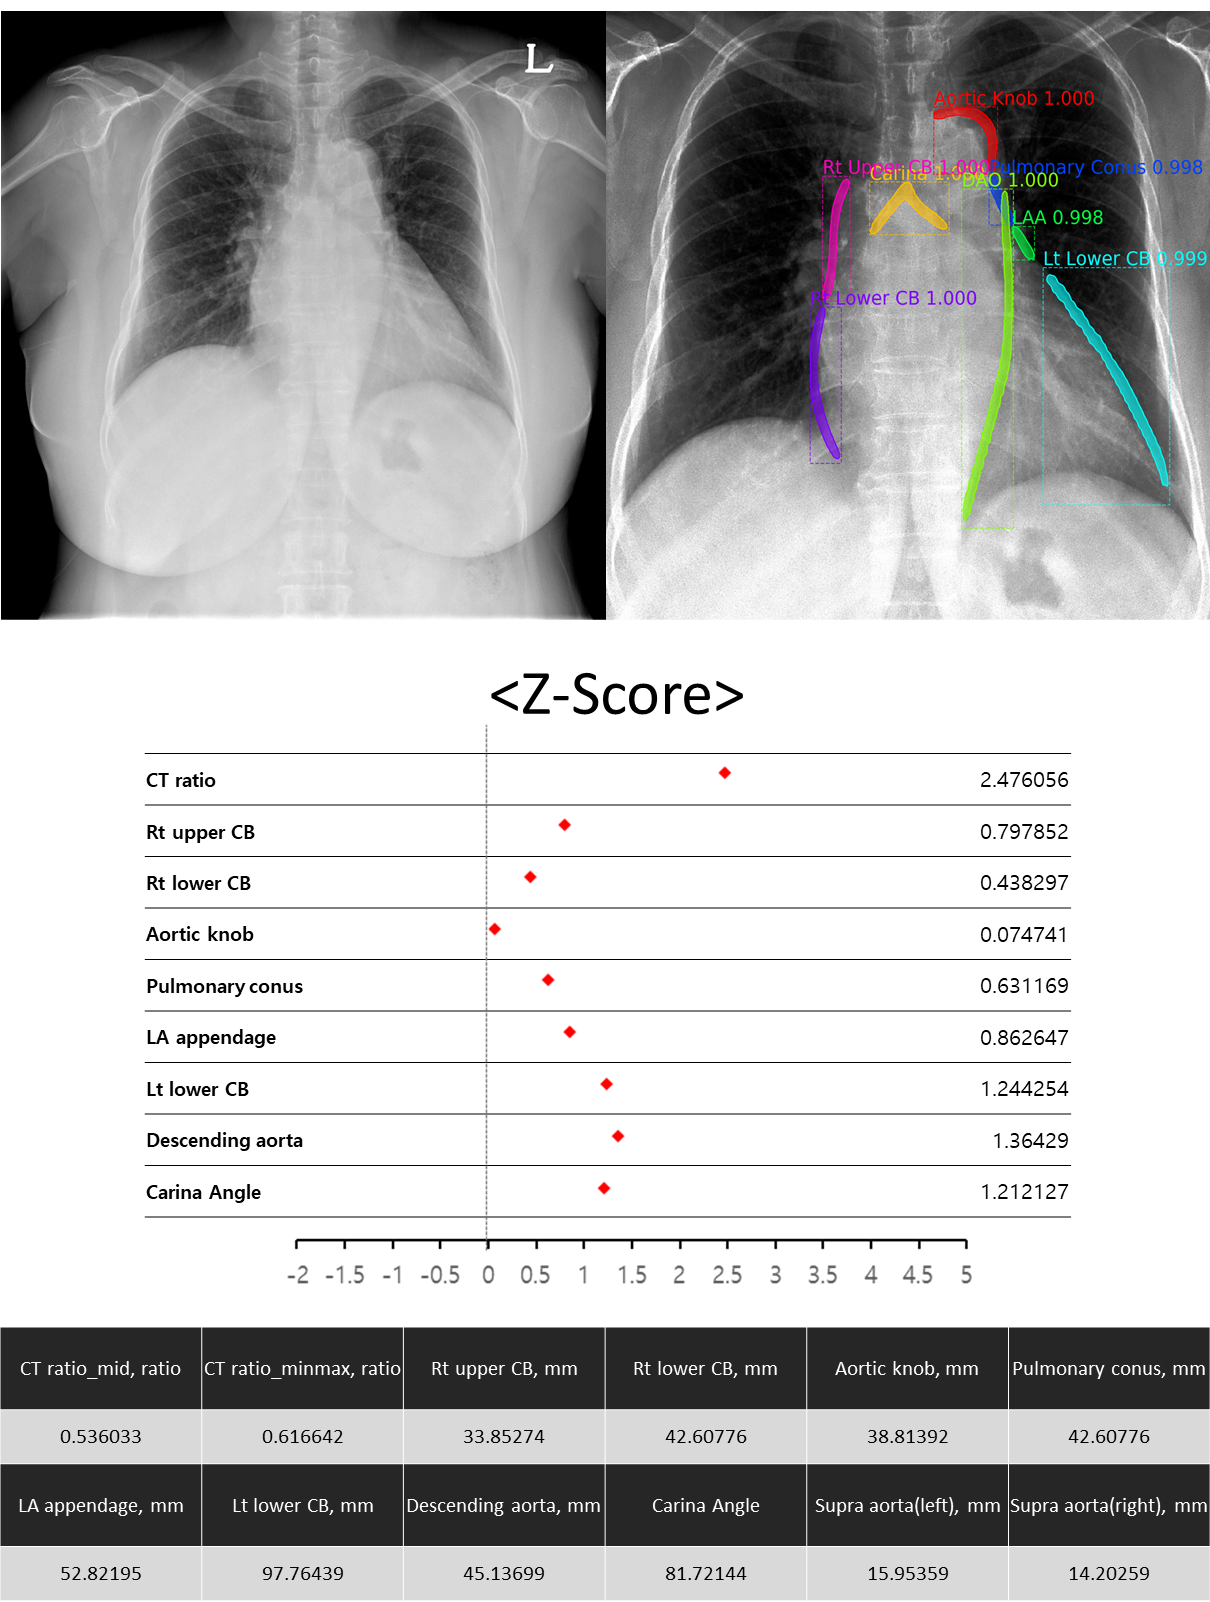 L
Aortic Knob 1.000
Rt Upper CB 1.000
Pulmonary Conus 0.998
Carina 1.000
DAO 1.000
LAA 0.998
Lt Lower CB 0.999
Rt Lower CB 1.000
<Z-Score>
CT ratio 2.476056
Rt upper CB 0.797852
Rt lower CB 0.438297
Aortic knob 0.074741
Pulmonary conus 0.631169
LA appendage 0.862647
Lt lower CB 1.244254
Descending aorta 1.36429
Carina Angle 1.212127
-2 -1.5 -1 -0.5 0 0.5 1 1.5 2 2.5 3 3.5 4 4.5 5
CT ratio_mid, ratio CT ratio_minmax, ratio Rt upper CB, mm Rt lower CB, mm Aortic knob, mm Pulmonary conus, mm
0.536033 0.616642 33.85274 42.60776 38.81392 42.60776
LA appendage, mm Lt lower CB, mm Descending aorta, mm Carina Angle Supra aorta(left), mm Supra aorta(right), mm
52.82195 97.76439 45.13699 81.72144 15.95359 14.20259